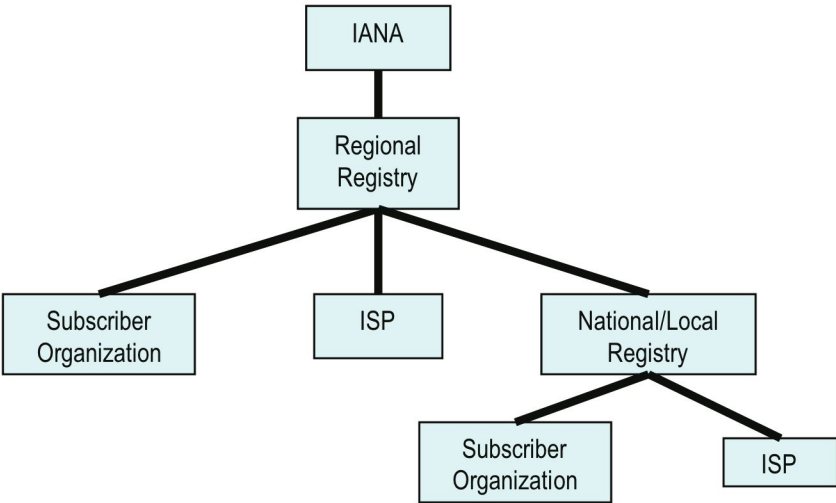 IANA
Regional
Registry
Subscriber
Organization
ISP
National/Local
Registry
Subscriber
Organization
ISP